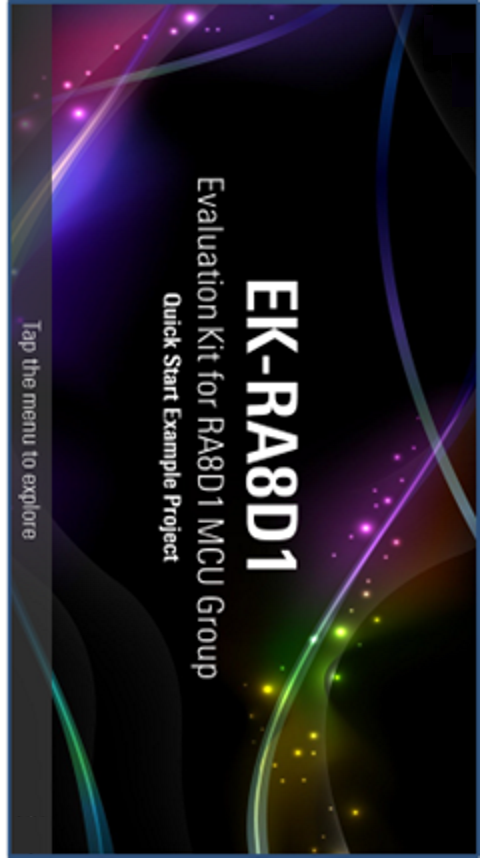 EK-RA8D1
Evaluation Kit for RA8D1 MCU Group
Quick Start Example Project
Tap the menu to explore